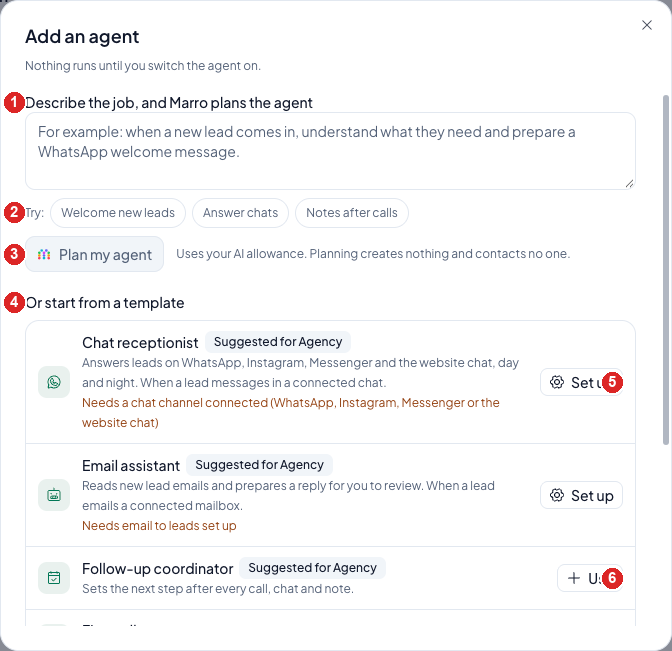 Add an agent
Nothing runs until you switch the agent on.
1 Describe the job, and Marro plans the agent
For example: when a new lead comes in, understand what they need and prepare a
WhatsApp welcome message.
2 Try: Welcome new leads Answer chats Notes after calls
3 Plan my agent Uses your AI allowance. Planning creates nothing and contacts no one.
4 Or start from a template
Chat receptionist Suggested for Agency
Answers leads on WhatsApp, Instagram, Messenger and the website chat, day
and night. When a lead messages in a connected chat.
Set 5
Needs a chat channel connected (WhatsApp, Instagram, Messenger or the
website chat)
Email assistant Suggested for Agency
Reads new lead emails and prepares a reply for you to review. When a lead
emails a connected mailbox.
Set up
Needs email to leads set up
Follow-up coordinator Suggested for Agency
Sets the next step after every call, chat and note.
6